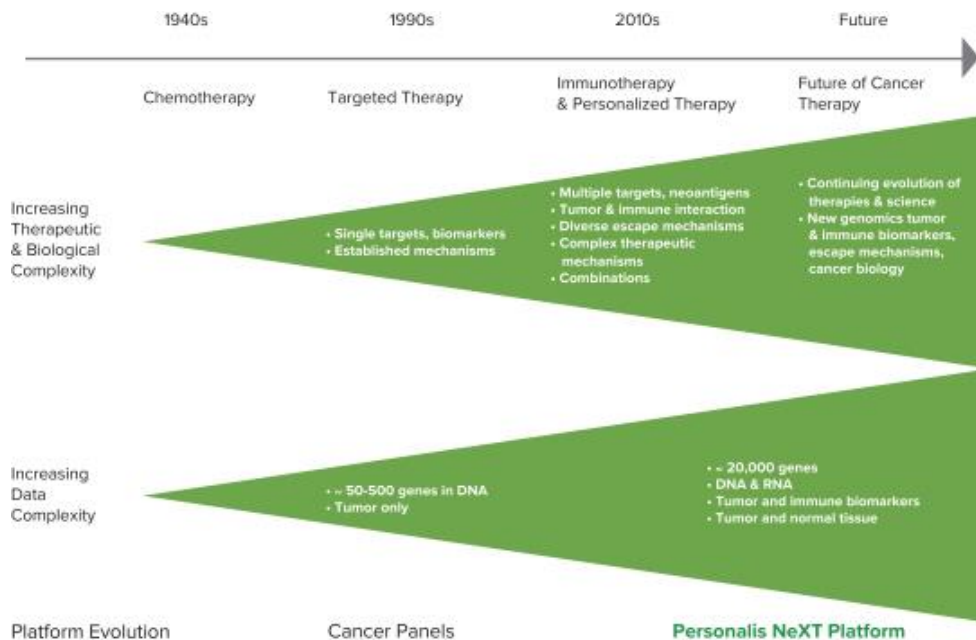 1940s
1990s
2010s
Future
Chemotherapy
Targeted Therapy
Immunotherapy
& Personalized Therapy
Future of Cancer
Therapy
Increasing
Therapeutic
& Biological
Complexity
• Single targets, biomarkers
• Established mechanisms
• Multiple targets, neoantigens
• Tumor & immune interaction
• Diverse escape mechanisms
• Complex therapeutic
mechanisms
• Combinations
• Continuing evolution of
therapies & science
• New genomics tumor
& immune biomarkers,
escape mechanisms,
cancer biology
Increasing
Data
Complexity
• ~ 50-500 genes in DNA
• Tumor only
• ~ 20,000 genes
• DNA & RNA
• Tumor and immune biomarkers
• Tumor and normal tissue
Platform Evolution
Cancer Panels
Personalis NeXT Platform